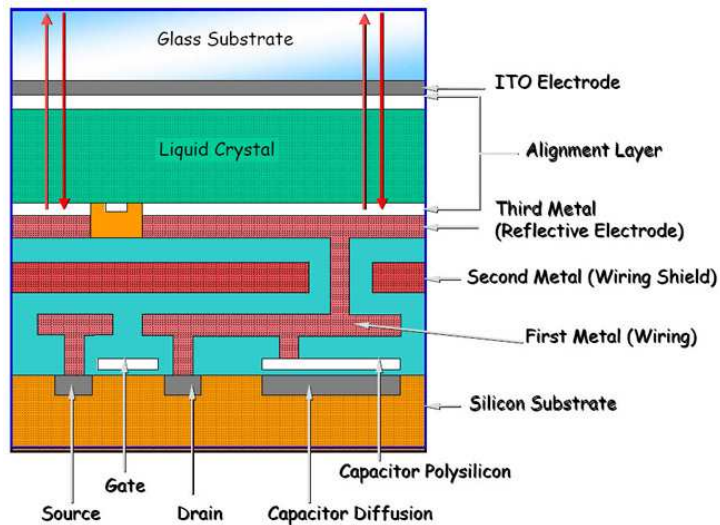 Glass Substrate
ITO Electrode
Liquid Crystal
Alignment Layer
Third Metal
(Reflective Electrode)
Second Metal (Wiring Shield)
First Metal (Wiring)
Silicon Substrate
Capacitor Polysilicon
Gate
Source
Drain
Capacitor Diffusion